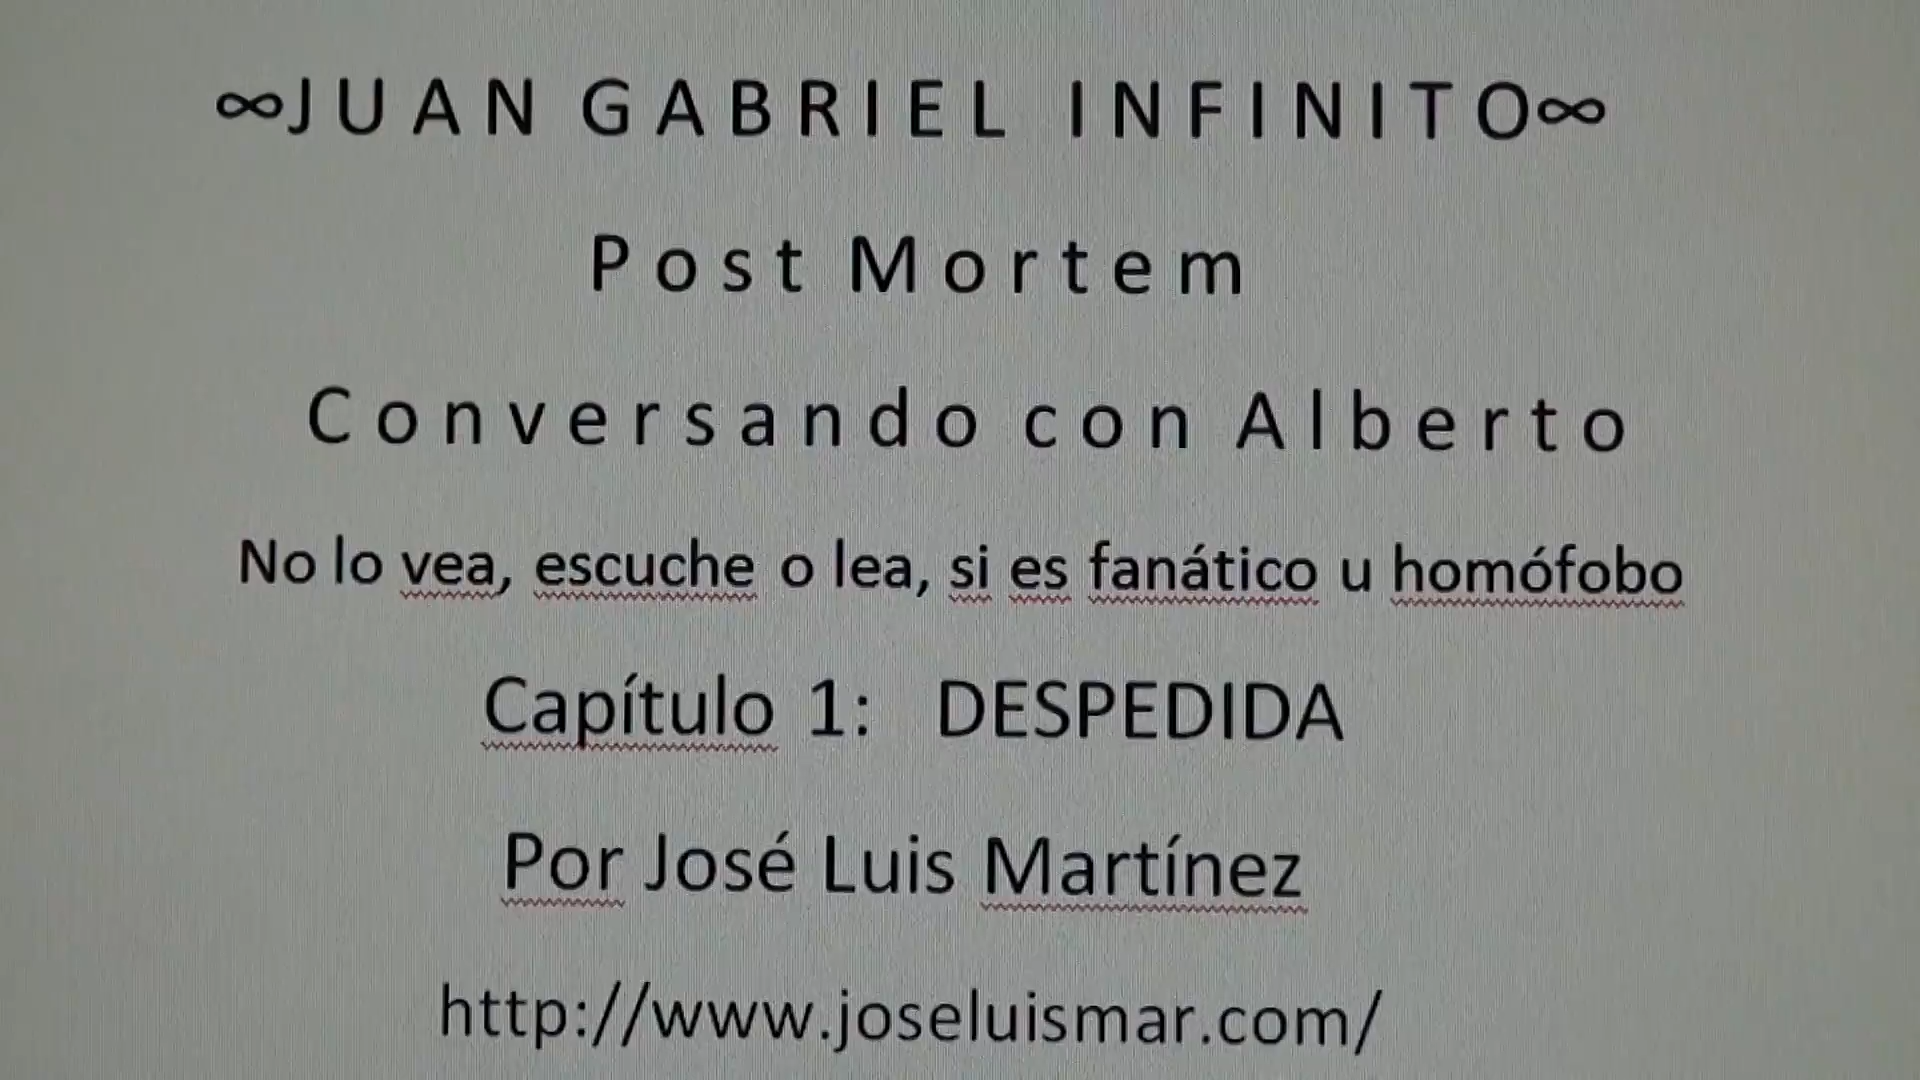 ∞JUAN GABRIEL INFINITO∞
Post Mortem
Conversando con Alberto
No lo vea, escuche o lea, si es fanático u homófobo
Capítulo 1: DESPEDIDA
Por José Luis Martínez
http://www.joseluismar.com/